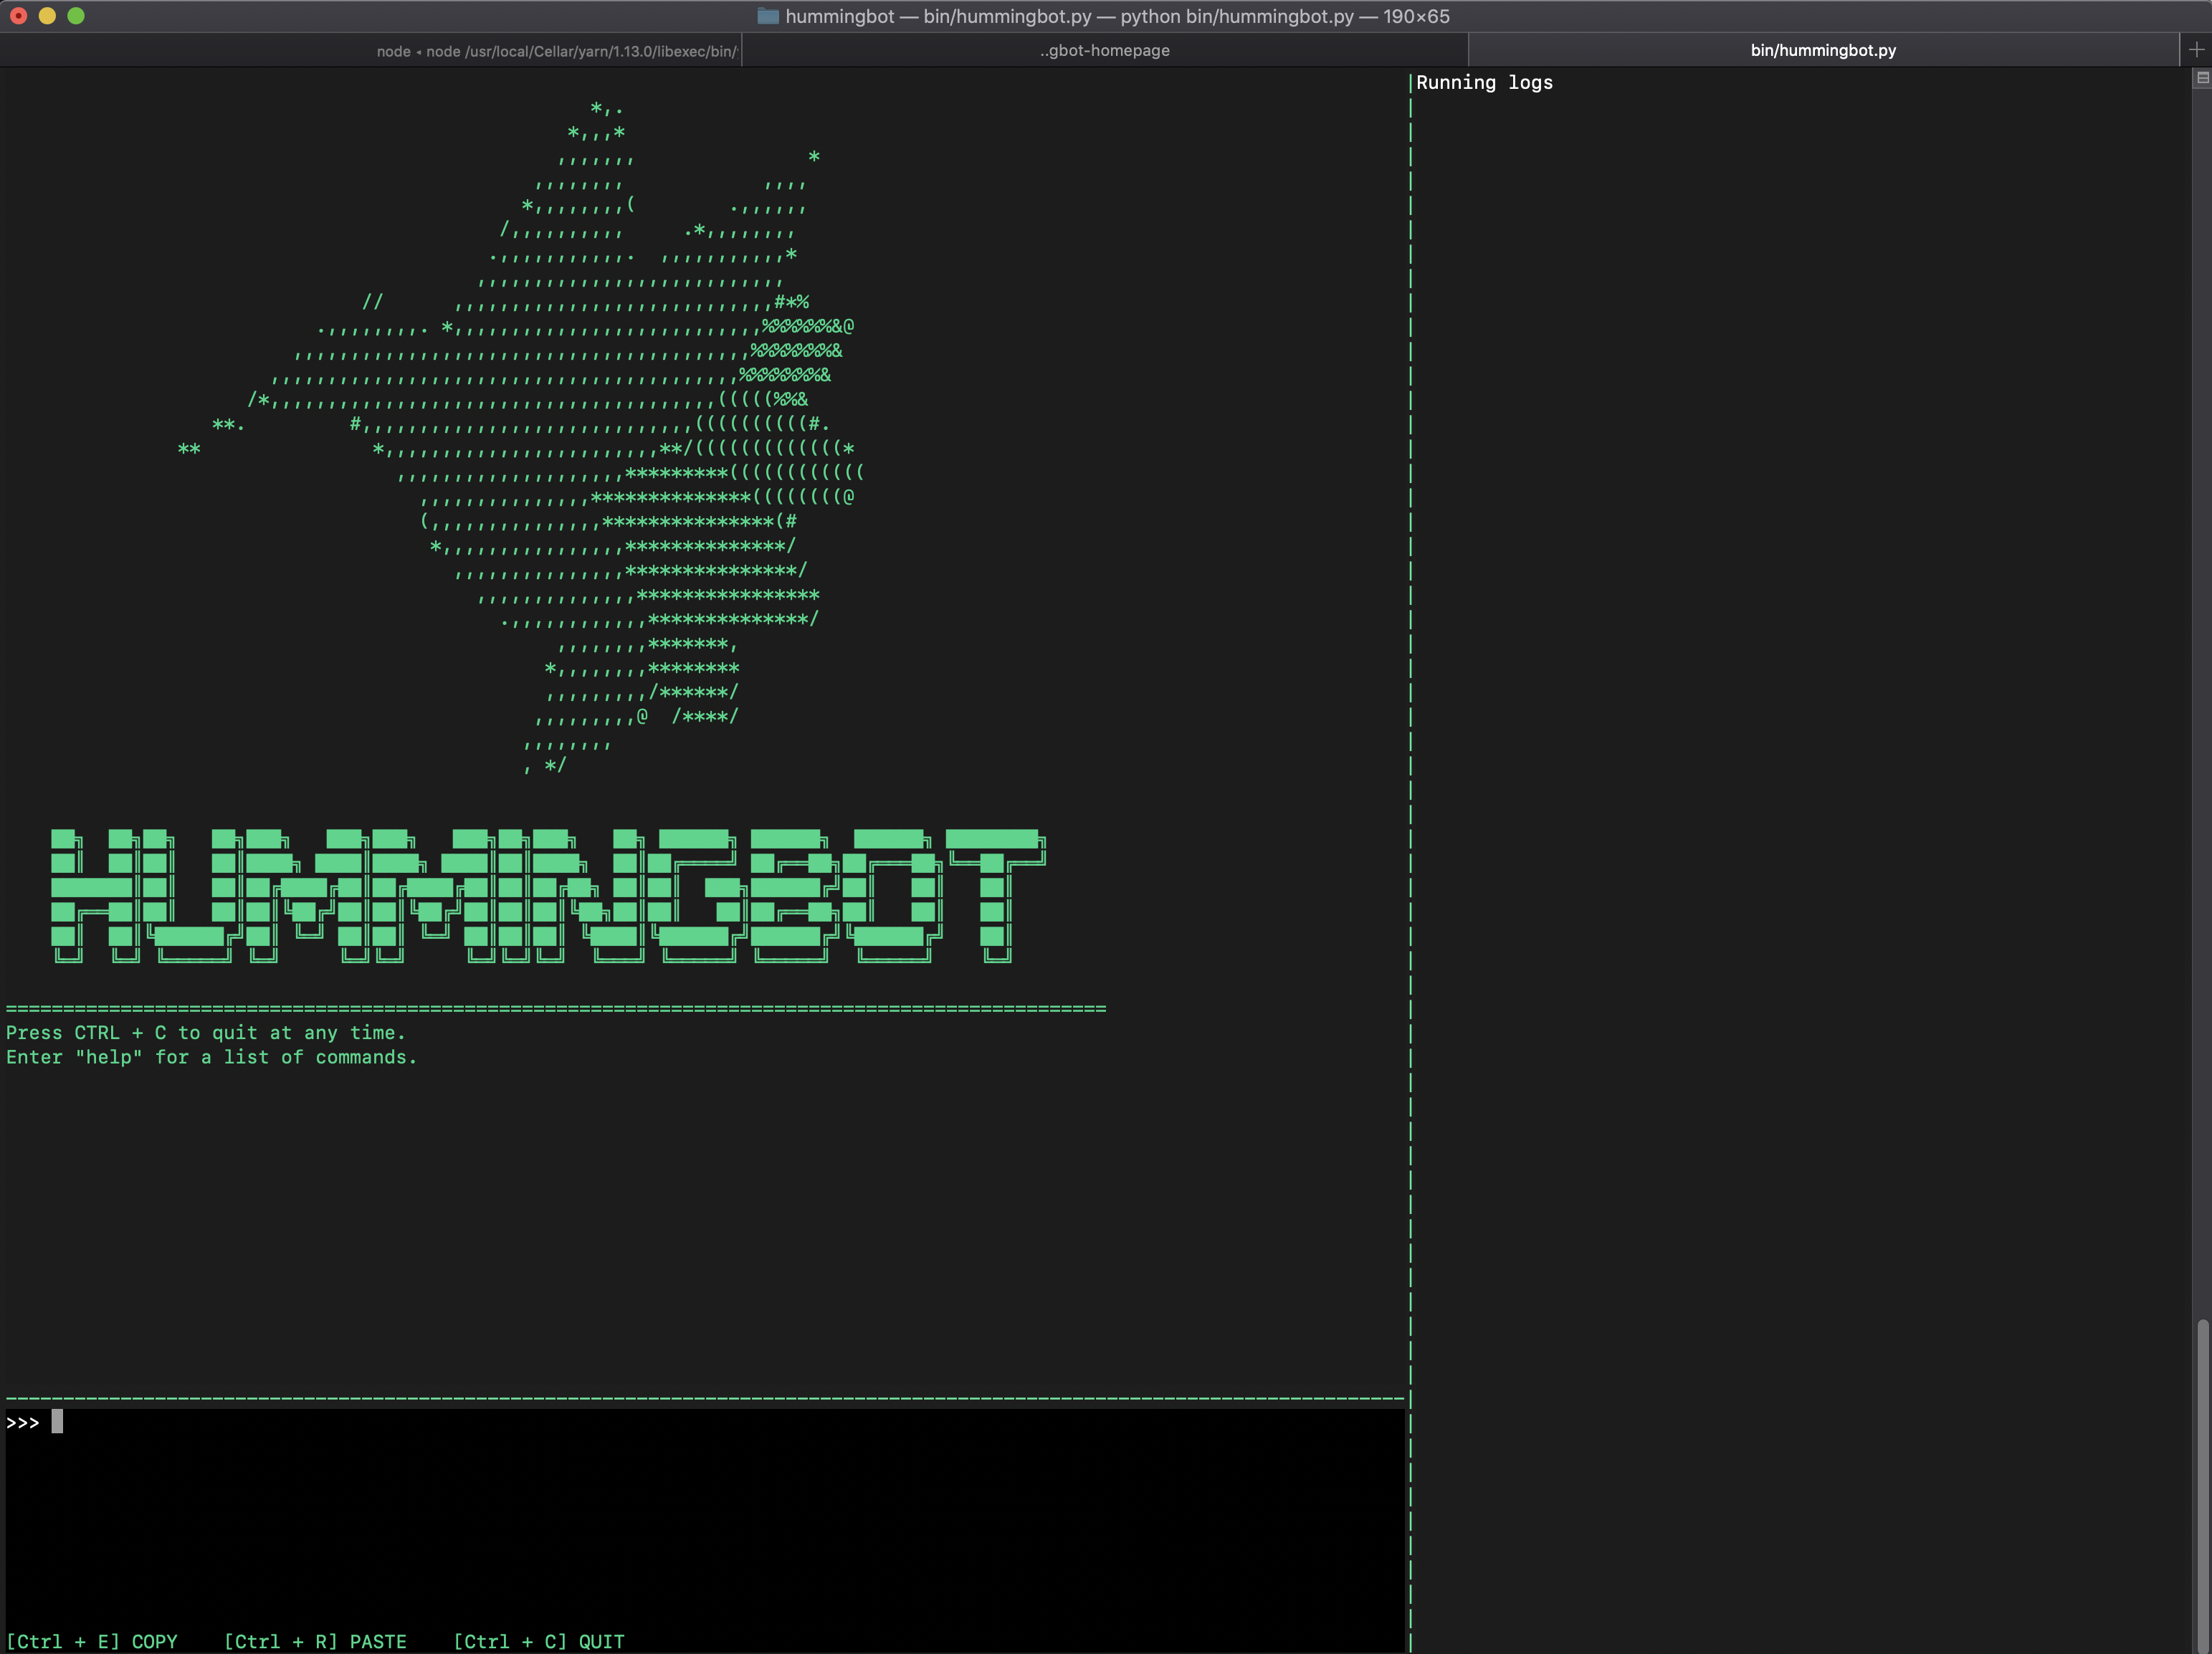 hummingbot — bin/hummingbot.py — python bin/hummingbot.py — 190×65
node ◂ node /usr/local/Cellar/yarn/1.13.0/libexec/bin/
..gbot-homepage
bin/hummingbot.py
Running logs
HUMMINGBOT
Press CTRL + C to quit at any time.
Enter "help" for a list of commands.
>>>
[Ctrl + E] COPY    [Ctrl + R] PASTE    [Ctrl + C] QUIT